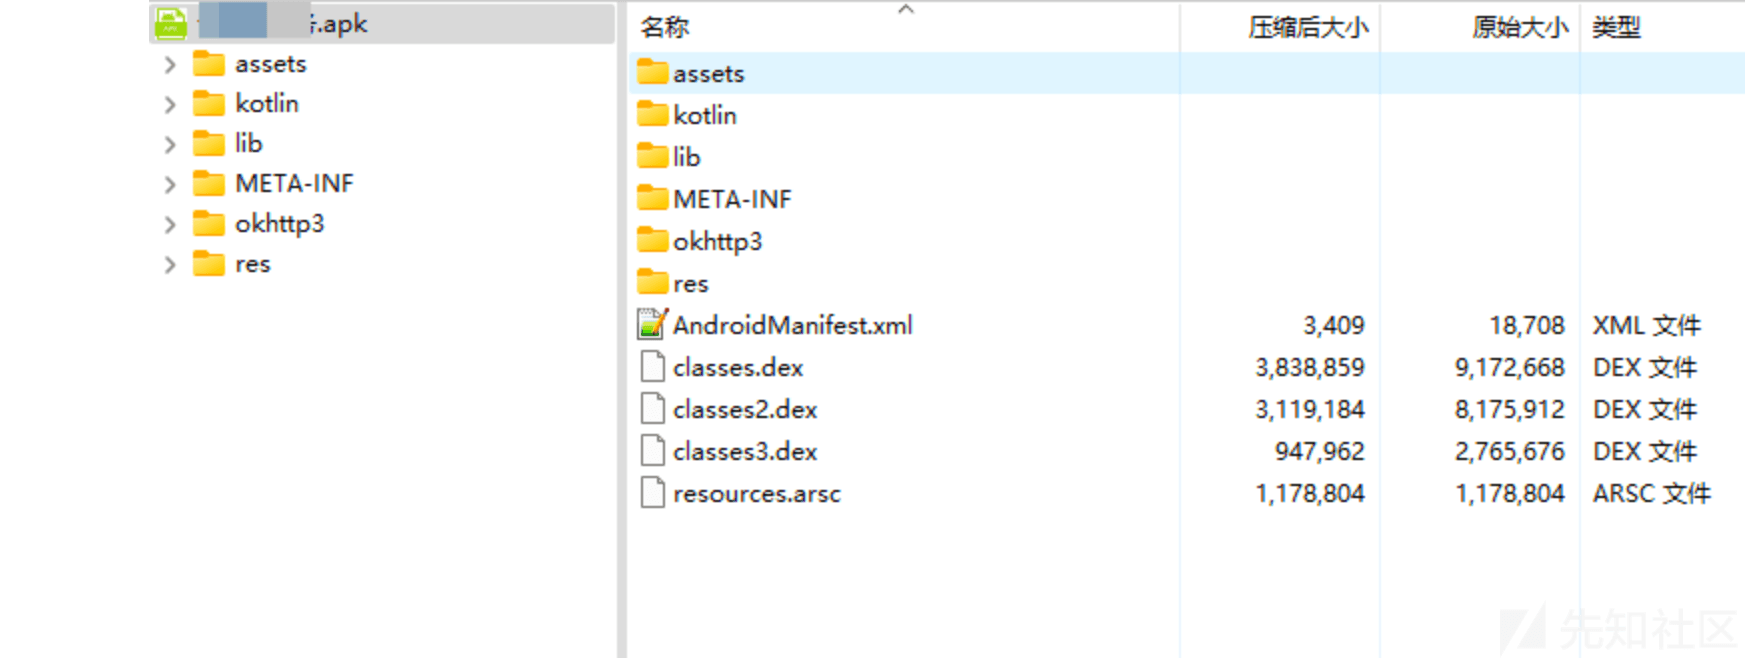 .apk
assets
kotlin
lib
META-INF
okhttp3
res
名称 压缩后大小 原始大小 类型
assets
kotlin
lib
META-INF
okhttp3
res
AndroidManifest.xml 3,409 18,708 XML 文件
classes.dex 3,838,859 9,172,668 DEX 文件
classes2.dex 3,119,184 8,175,912 DEX 文件
classes3.dex 947,962 2,765,676 DEX 文件
resources.arsc 1,178,804 1,178,804 ARSC 文件
先知社区